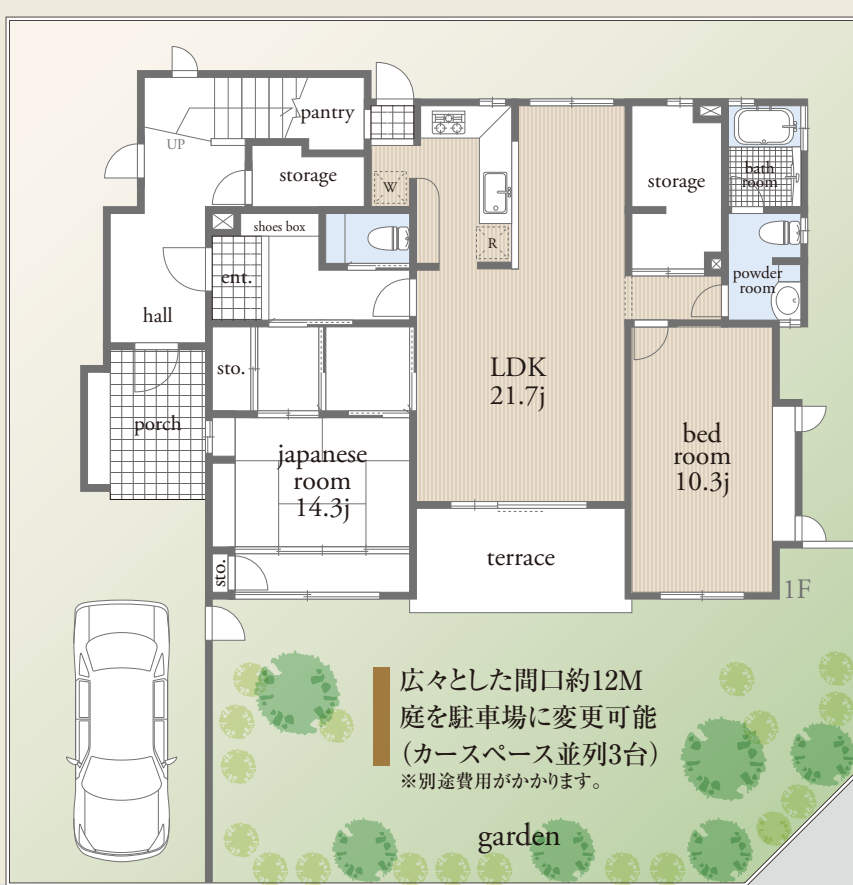 pantry
UP
storage
W
storage
bath
room
shoes box
R
ent.
powder
room
hall
LDK
21.7j
sto.
porch
bed
room
10.3j
japanese
room
14.3j
terrace
sto.
1F
広々とした間口約12M
庭を駐車場に変更可能
(カースペース並列3台)
※別途費用がかかります。
garden